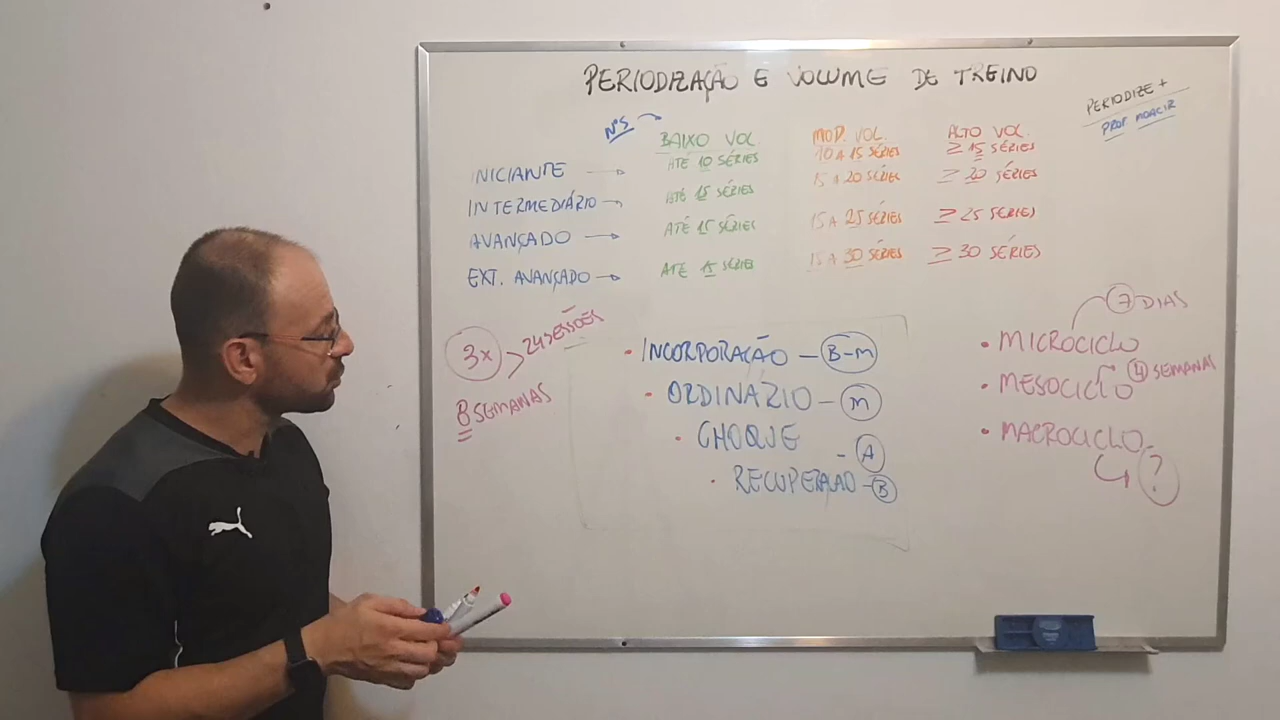 PERIODIZAÇÃO E VOLUME DE TREINO
PERIODIZE +
PROF MOACIR
NºS
BAIXO VOL. MOD. VOL. ALTO VOL.
INICIANTE ATÉ 10 SÉRIES 10 A 15 SÉRIES ≥ 15 SÉRIES
INTERMEDIÁRIO ATÉ 15 SÉRIES 15 A 20 SÉRIES ≥ 20 SÉRIES
AVANÇADO ATÉ 15 SÉRIES 15 A 25 SÉRIES ≥ 25 SÉRIES
EXT. AVANÇADO ATÉ 15 SÉRIES 15 A 30 SÉRIES ≥ 30 SÉRIES
3x 24 SESSÕES
8 SEMANAS
• INCORPORAÇÃO – B-M
• ORDINÁRIO – M
• CHOQUE - A
• RECUPERAÇÃO - B
7 DIAS
• MICROCICLO
4 SEMANAS
• MESOCICLO
• MACROCICLO
?